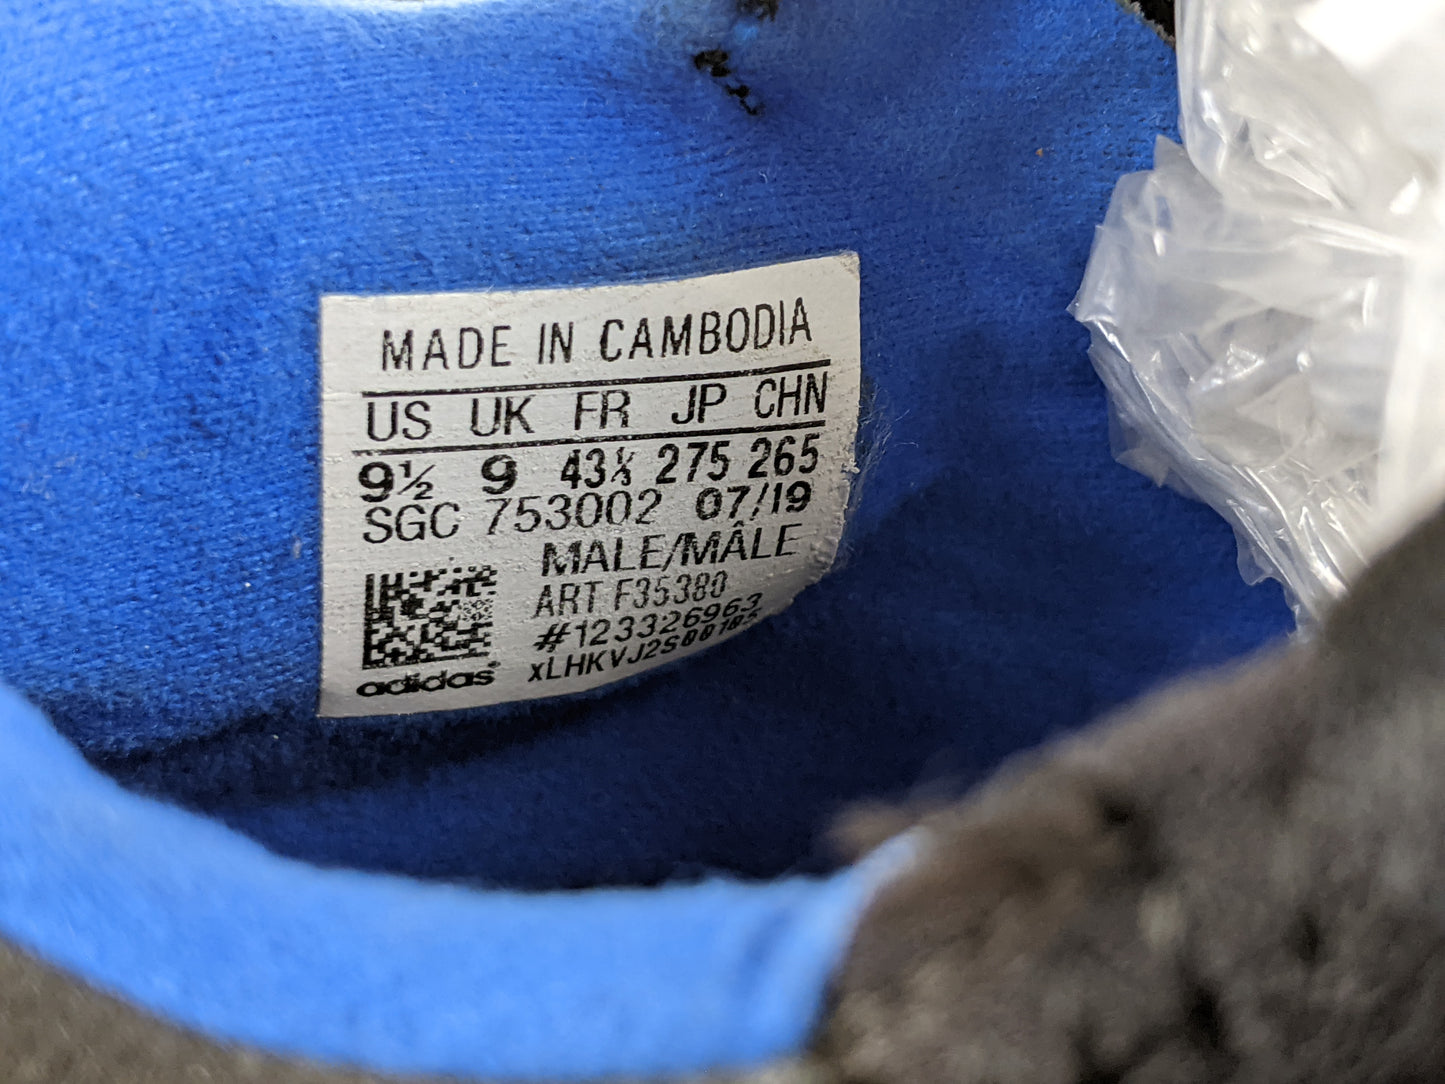 MADE IN CAMBODIA
US UK FR JP CHN
9½ 9 43⅓ 275 265
SGC 753002 07/19
MALE/MÂLE
ART F35380
#123326963
xLHKVJ2S00105
adidas